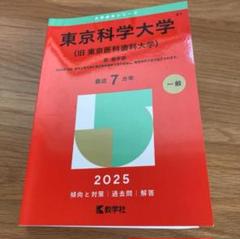 大学赤本シリーズ
東京科学大学
(旧 東京医科歯科大学)
最近7カ年
一般
2025
傾向と対策 | 過去問 | 解答
教学社